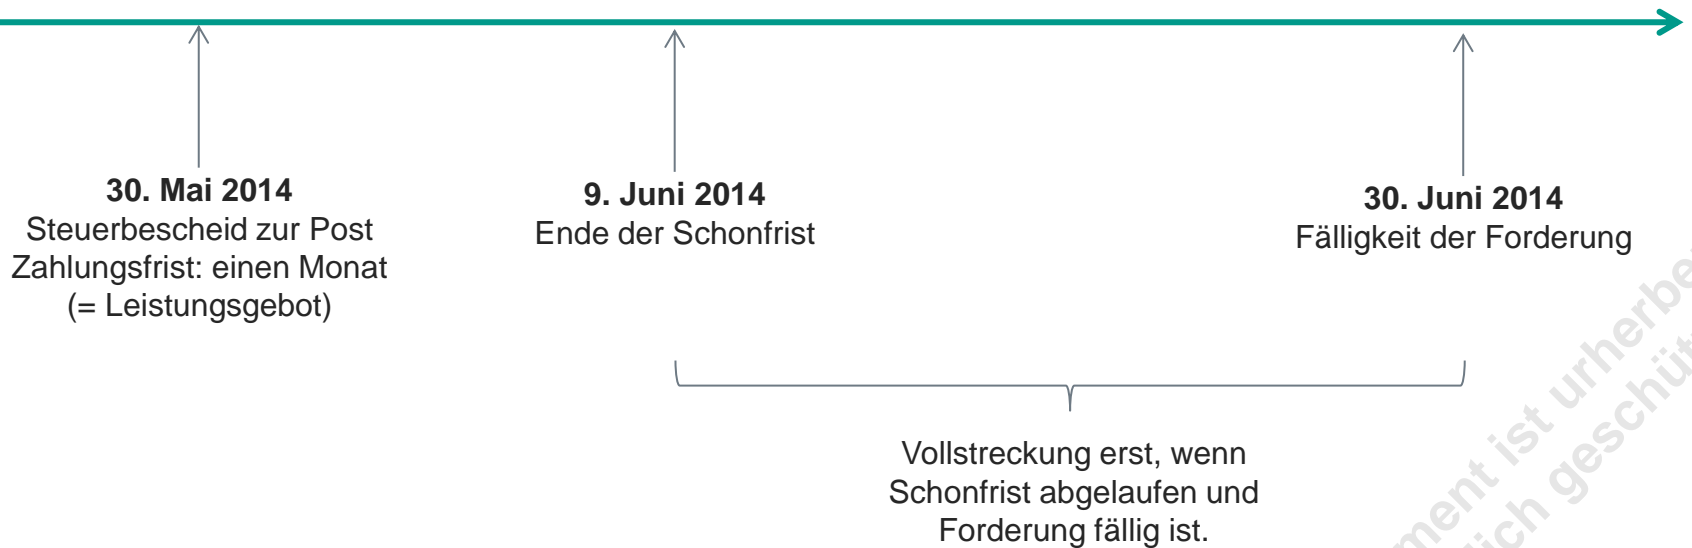 30. Mai 2014
Steuerbescheid zur Post
Zahlungsfrist: einen Monat
(= Leistungsgebot)
9. Juni 2014
Ende der Schonfrist
30. Juni 2014
Fälligkeit der Forderung
Vollstreckung erst, wenn
Schonfrist abgelaufen und
Forderung fällig ist.
ist